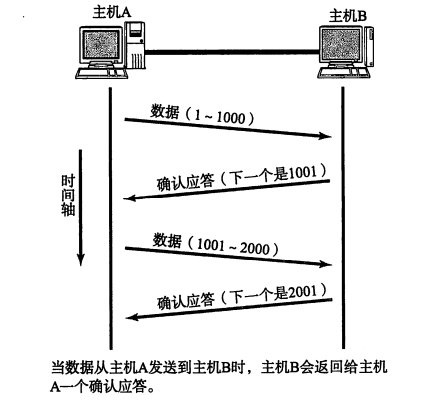 主机A
主机B
数据（1～1000）
确认应答（下一个是1001）
时间轴
数据（1001～2000）
确认应答（下一个是2001）
当数据从主机A发送到主机B时，主机B会返回给主机
A一个确认应答。